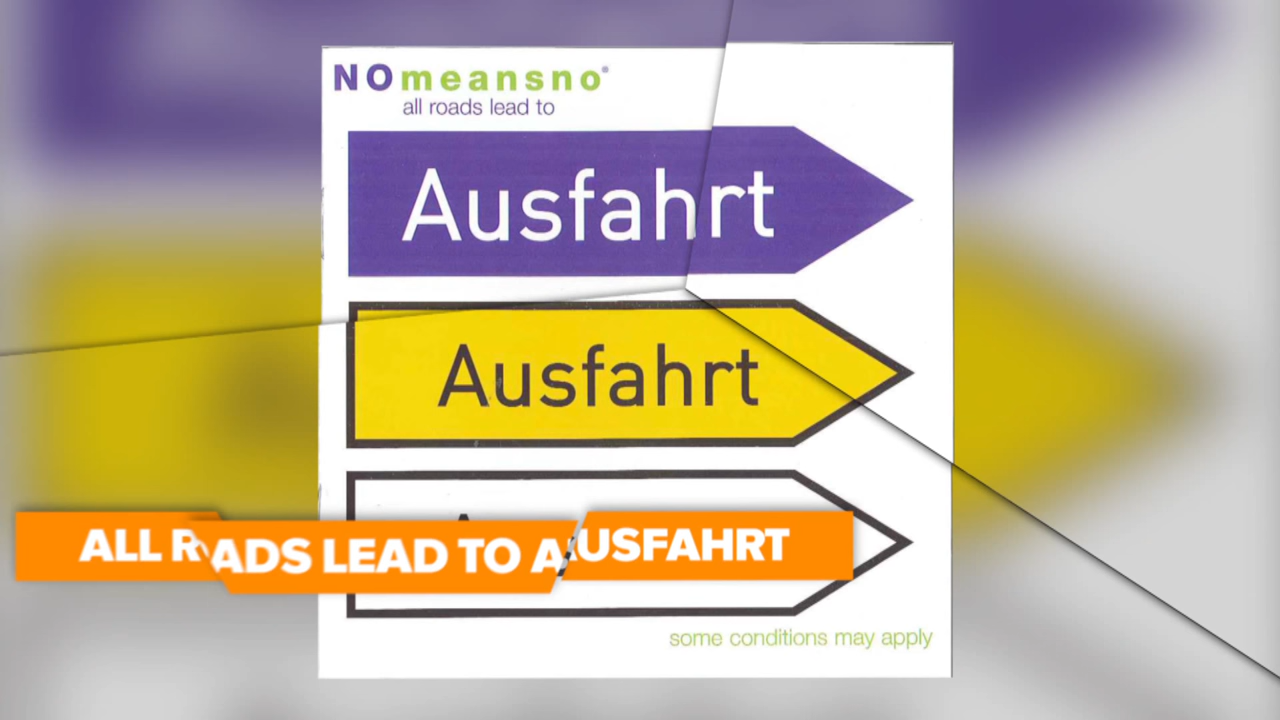 NOmeansno®
all roads lead to
Ausfahrt
Ausfahrt
ALL ROADS LEAD TO AUSFAHRT
some conditions may apply